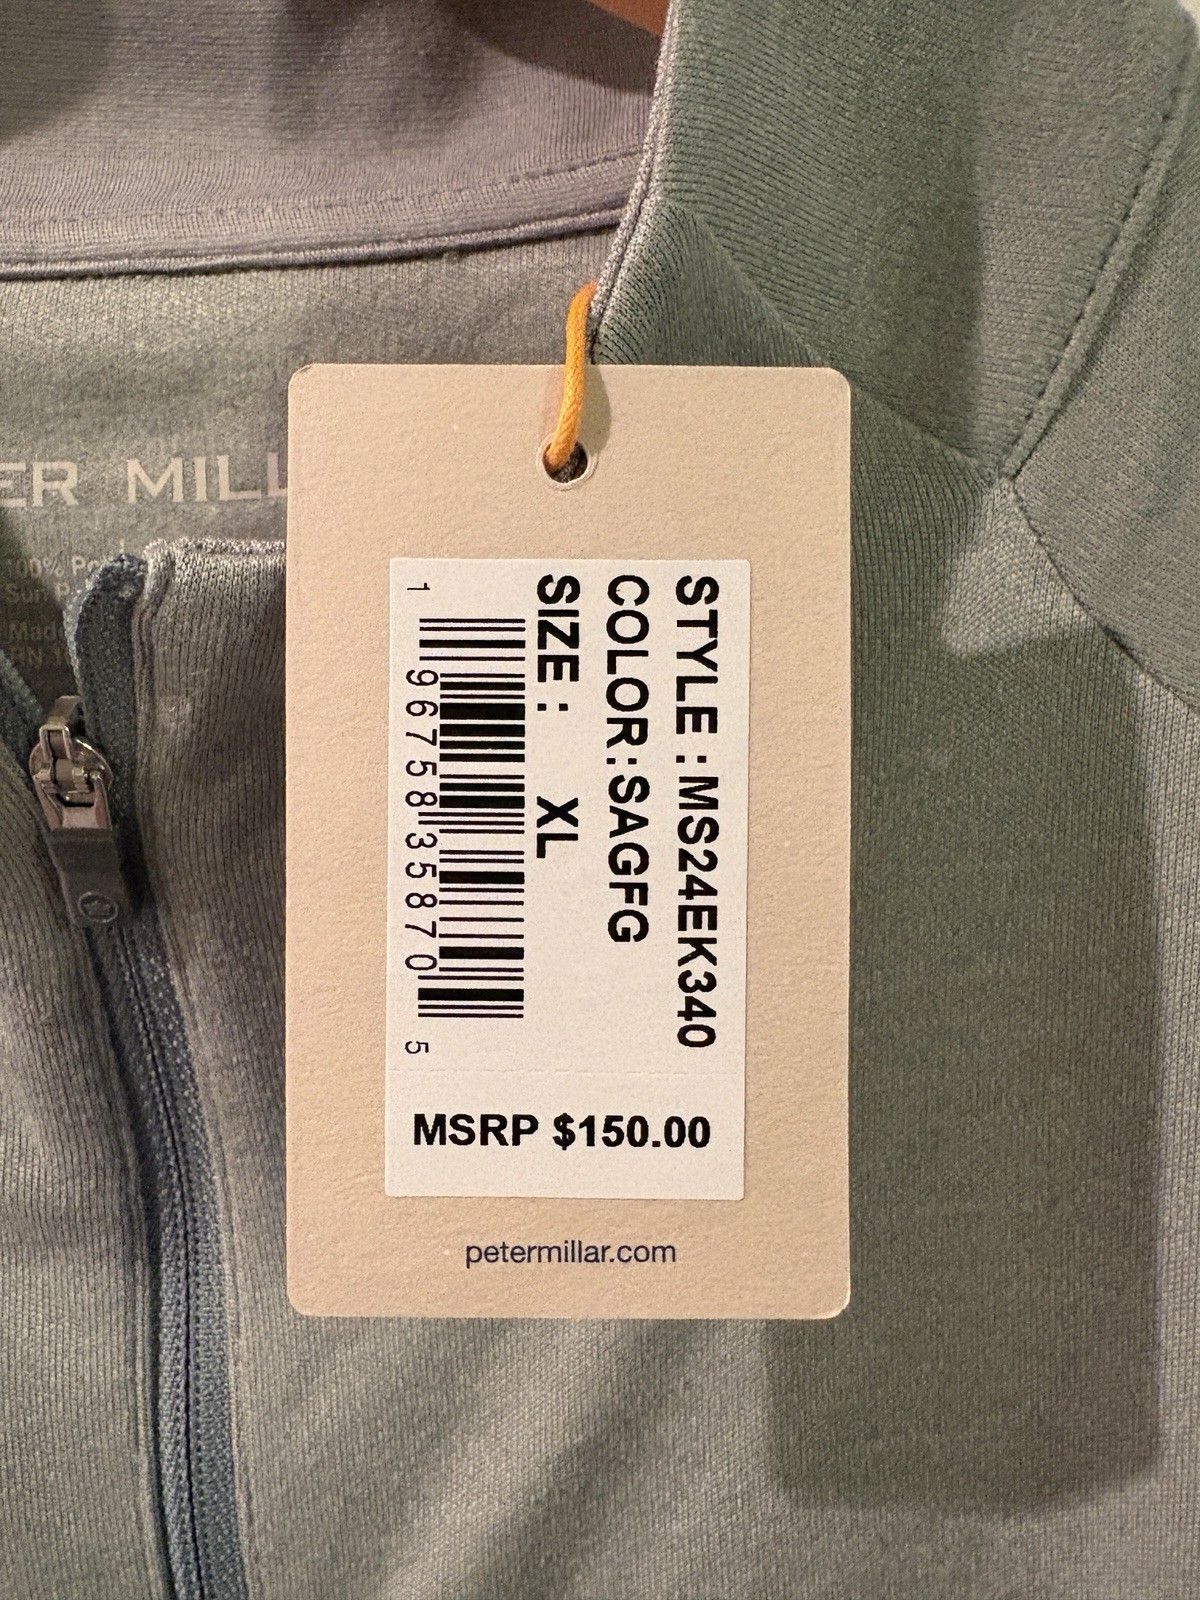 ER MILL
STYLE : MS24EK340
COLOR:SAGFG
SIZE : XL
1 96758 35870 5
MSRP $150.00
petermillar.com